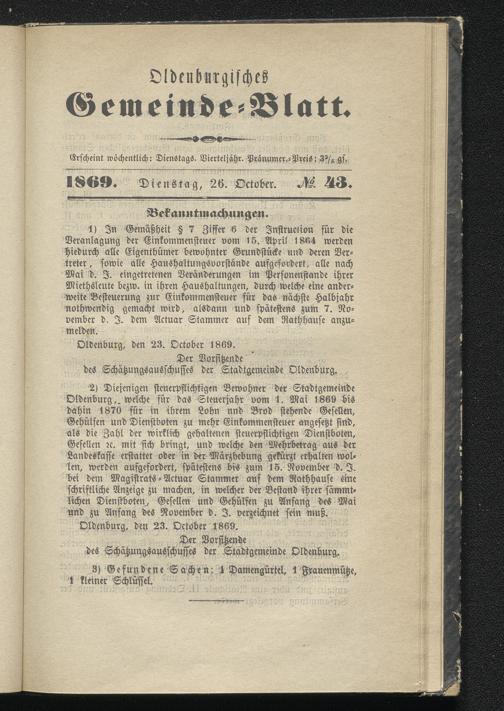 Oldenburgisches
Gemeinde-Blatt.
Erscheint wöchentlich: Dienstags. Vierteljähr. Pränumer.-Preis: 3¾ gs.
1869. Dienstag, 26. October. № 43.
Bekanntmachungen.
1) In Gemäßheit § 7 Ziffer 6 der Instruction für die
Veranlagung der Einkommensteuer vom 15. April 1864 werden
hiedurch alle Eigenthümer bewohnter Grundstücke und deren Ver-
treter, sowie alle Haushaltungsvorstände aufgefordert, alle nach
Mai d. J. eingetretenen Veränderungen im Personenstande ihrer
Miethsleute bezw. in ihren Haushaltungen, durch welche eine ander-
weite Besteuerung zur Einkommensteuer für das nächste Halbjahr
nothwendig gemacht wird, alsdann und spätestens zum 7. No-
vember d. J. dem Actuar Stammer auf dem Rathhause anzu-
melden.
Oldenburg, den 23. October 1869.
Der Vorsitzende
des Schätzungsausschusses der Stadtgemeinde Oldenburg.
2) Diejenigen steuerpflichtigen Bewohner der Stadtgemeinde
Oldenburg, welche für das Steuerjahr vom 1. Mai 1869 bis
dahin 1870 für in ihrem Lohn und Brod stehende Gesellen,
Gehülfen und Dienstboten zu mehr Einkommensteuer angesetzt sind,
als die Zahl der wirklich gehaltenen steuerpflichtigen Dienstboten,
Gesellen ꝛc. mit sich bringt, und welche den Mehrbetrag aus der
Landeskasse erstattet oder in der Märzhebung gekürzt erhalten wol-
len, werden aufgefordert, spätestens bis zum 15. November d. J.
bei dem Magistrats-Actuar Stammer auf dem Rathhause eine
schriftliche Anzeige zu machen, in welcher der Bestand ihrer sämmt-
lichen Dienstboten, Gesellen und Gehülfen zu Anfang des Mai
und zu Anfang des November d. J. verzeichnet sein muß.
Oldenburg, den 23. October 1869.
Der Vorsitzende
des Schätzungsausschusses der Stadtgemeinde Oldenburg.
3) Gefundene Sachen: 1 Damengürtel, 1 Frauenmütze,
1 kleiner Schlüssel.